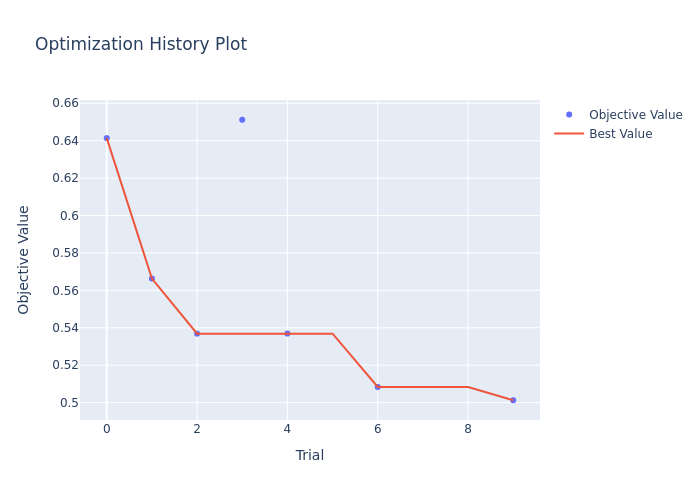 Optimization History Plot
Objective Value
Best Value
0.66
0.64
0.62
0.6
0.58
0.56
0.54
0.52
0.5
Objective Value
0 2 4 6 8
Trial